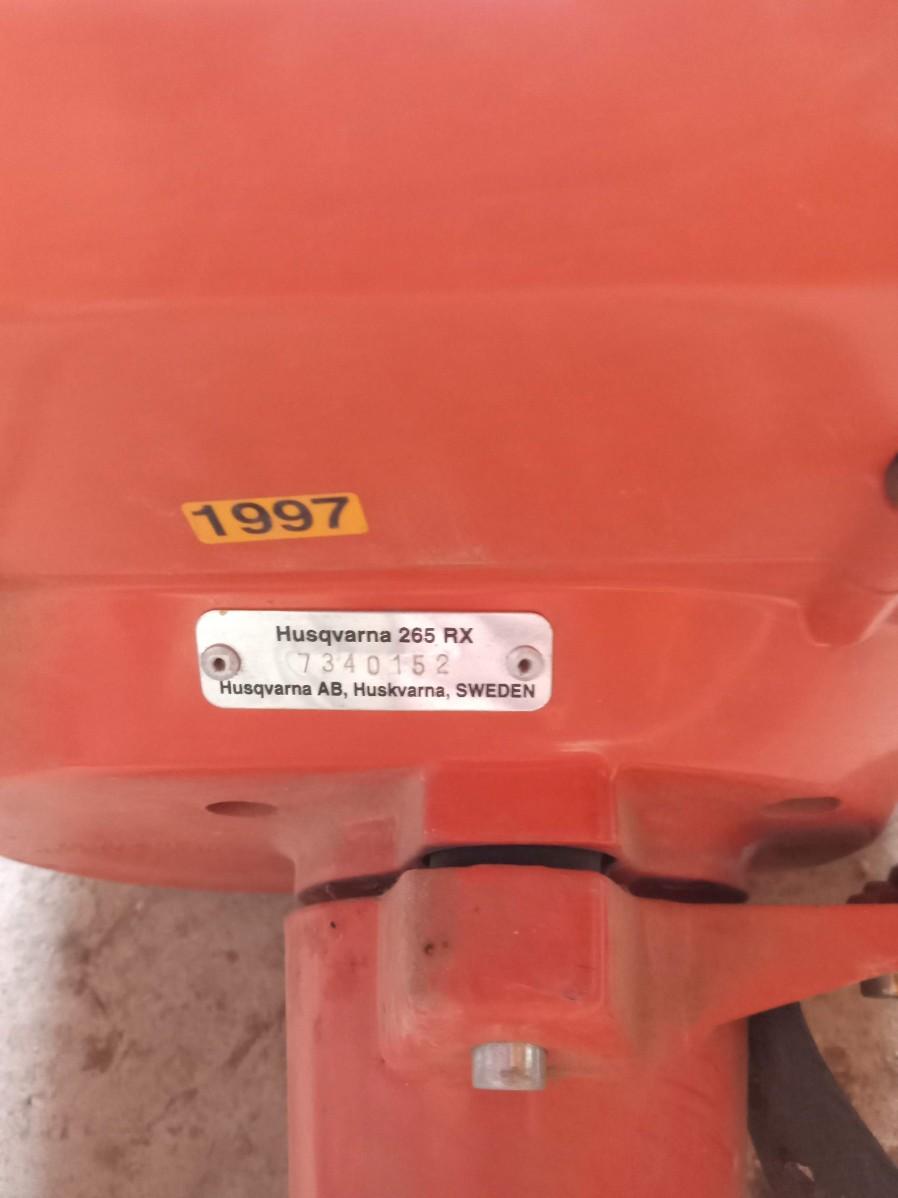 1997
Husqvarna 265 RX
7340152
Husqvarna AB, Huskvarna, SWEDEN